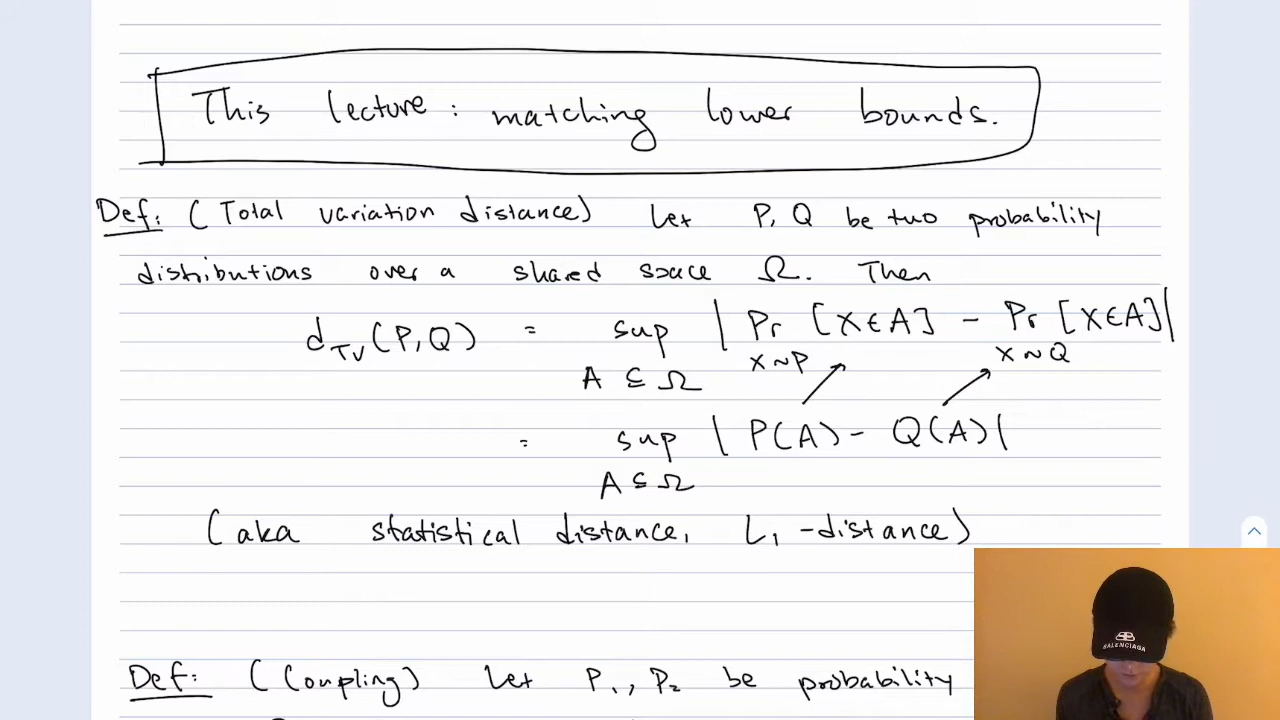 This lecture : matching lower bounds.
Def: (Total variation distance) Let P, Q be two probability
distributions over a shared space Ω. Then
d_TV (P, Q) = sup | Pr [X ∈ A] - Pr [X ∈ A] |
A ⊆ Ω X ~ P X ~ Q
= sup | P(A) - Q(A) |
A ⊆ Ω
(aka statistical distance, L₁ -distance)
Def: (Coupling) Let P₁, P₂ be probability
BALENCIAGA